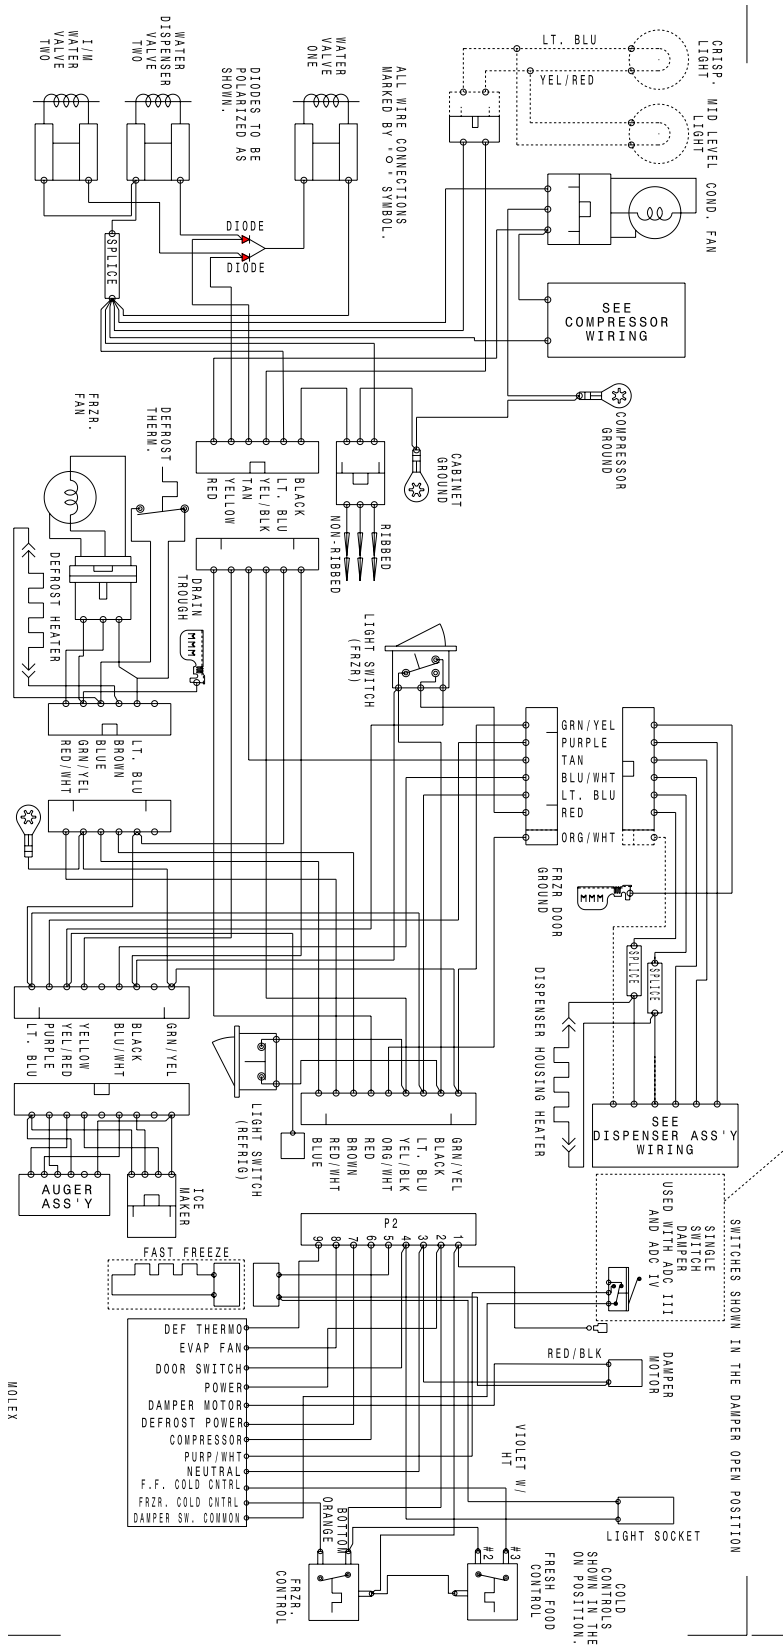 LT. BLU
YEL/RED
CRISP.
LIGHT
MID LEVEL
LIGHT
COND. FAN
I/M
WATER
VALVE
TWO
WATER
DISPENSER
VALVE
TWO
DIODES TO BE
POLARIZED AS
SHOWN.
WATER
VALVE
ONE
ALL WIRE CONNECTIONS
MARKED BY "O" SYMBOL.
DIODE
DIODE
SPLICE
SEE
COMPRESSOR
WIRING
COMPRESSOR
GROUND
CABINET
GROUND
FRZR.
FAN
DEFROST
THERM.
BLACK
LT. BLU
YEL/BLK
TAN
YELLOW
RED
RIBBED
NON-RIBBED
DEFROST HEATER
DRAIN
TROUGH
LIGHT SWITCH
(FRZR)
LT. BLU
BROWN
BLUE
GRN/YEL
RED/WHT
GRN/YEL
PURPLE
TAN
BLU/WHT
LT. BLU
RED
ORG/WHT
FRZR DOOR
GROUND
SPLICE
SPLICE
DISPENSER HOUSING HEATER
SEE
DISPENSER ASS'Y
WIRING
GRN/YEL
BLACK
BLU/WHT
YELLOW
YEL/RED
PURPLE
LT. BLU
LIGHT SWITCH
(REFRIG)
GRN/YEL
BLACK
LT. BLU
YEL/BLK
ORG/WHT
RED
BROWN
RED/WHT
BLUE
AUGER
ASS'Y
ICE
MAKER
P2
1
2
3
4
5
6
7
8
9
SINGLE
SWITCH
DAMPER
USED WITH ADC III
AND ADC IV
SWITCHES SHOWN IN THE DAMPER OPEN POSITION
FAST FREEZE
DEF THERMO
EVAP FAN
DOOR SWITCH
POWER
DAMPER MOTOR
DEFROST POWER
COMPRESSOR
PURP/WHT
NEUTRAL
F.F. COLD CNTRL
FRZR. COLD CNTRL
DAMPER SW. COMMON
RED/BLK
DAMPER
MOTOR
MOLEX
VIOLET W/
HT
LIGHT SOCKET
BOTTOM
ORANGE
FRZR.
CONTROL
#3
#2
FRESH FOOD
CONTROL
COLD
CONTROLS
SHOWN IN THE
ON POSITION.